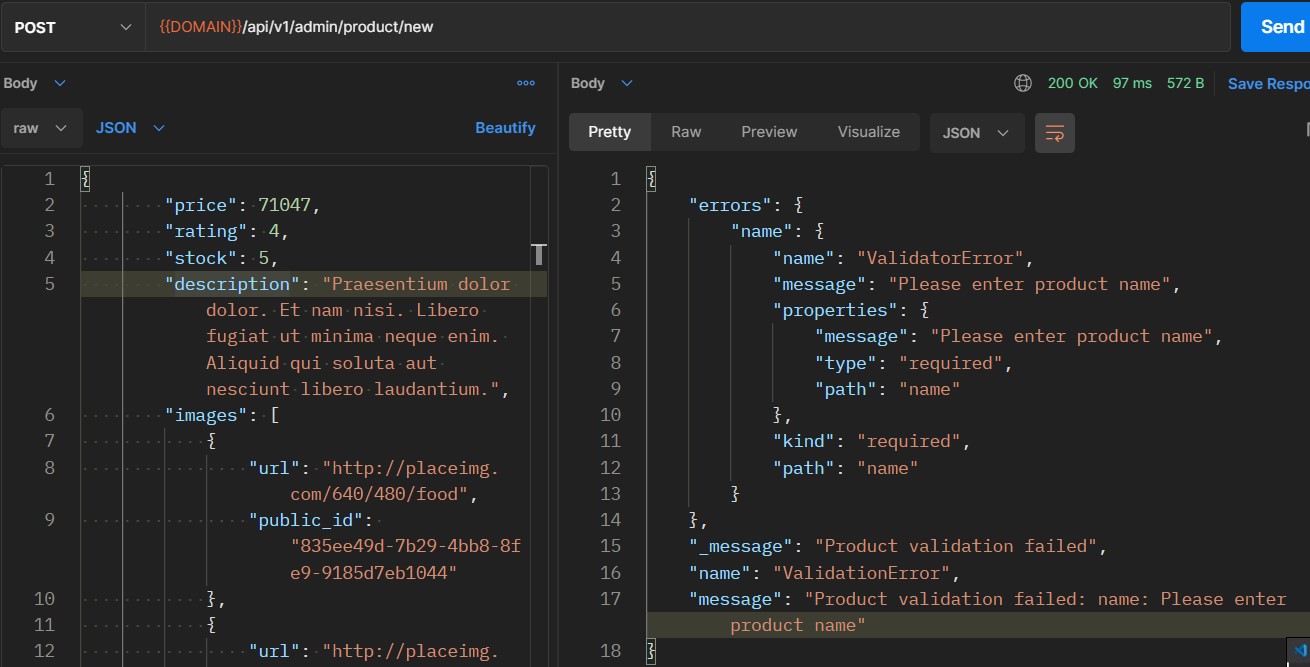 POST
{{DOMAIN}}/api/v1/admin/product/new
Send
Body
Body
200 OK 97 ms 572 B
Save Respo
raw
JSON
Beautify
Pretty
Raw
Preview
Visualize
JSON
1 {
2 "price": 71047,
3 "rating": 4,
4 "stock": 5,
5 "description": "Praesentium dolor
dolor. Et nam nisi. Libero
fugiat ut minima neque enim.
Aliquid qui soluta aut
nesciunt libero laudantium.",
6 "images": [
7 {
8 "url": "http://placeimg.
com/640/480/food",
9 "public_id":
"835ee49d-7b29-4bb8-8f
e9-9185d7eb1044"
10 },
11 {
12 "url": "http://placeimg.
1 {
2 "errors": {
3 "name": {
4 "name": "ValidatorError",
5 "message": "Please enter product name",
6 "properties": {
7 "message": "Please enter product name",
8 "type": "required",
9 "path": "name"
10 },
11 "kind": "required",
12 "path": "name"
13 }
14 },
15 "_message": "Product validation failed",
16 "name": "ValidationError",
17 "message": "Product validation failed: name: Please enter
product name"
18 }